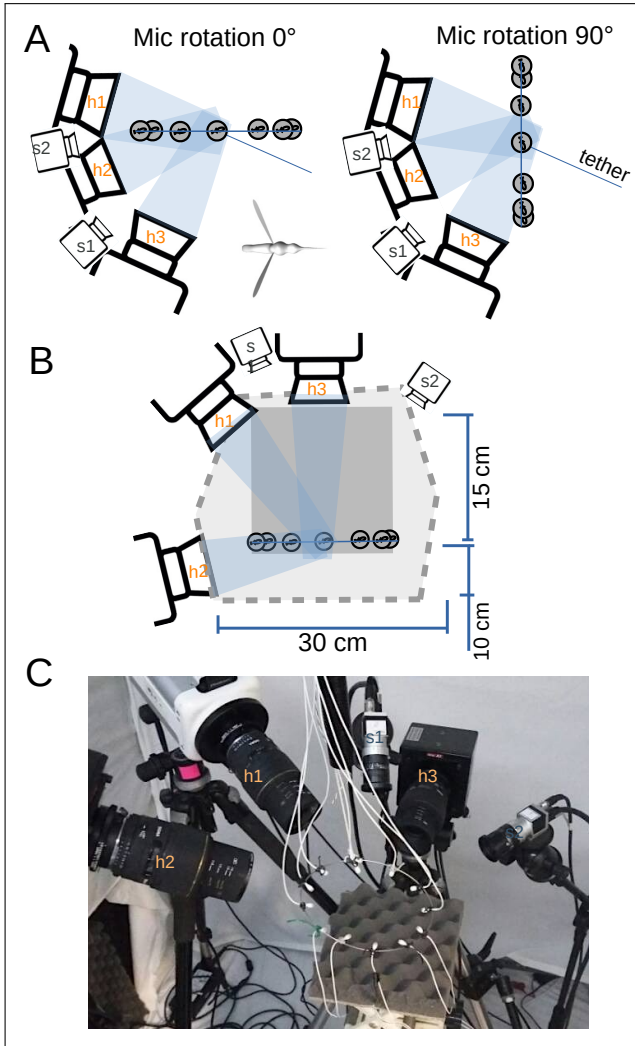 A
Mic rotation 0°
Mic rotation 90°
h1
s2
h2
s1
h3
h1
s2
h2
s1
h3
tether
B
s
s2
h3
h1
h2
15 cm
10 cm
30 cm
C
s1
h1
h3
h2